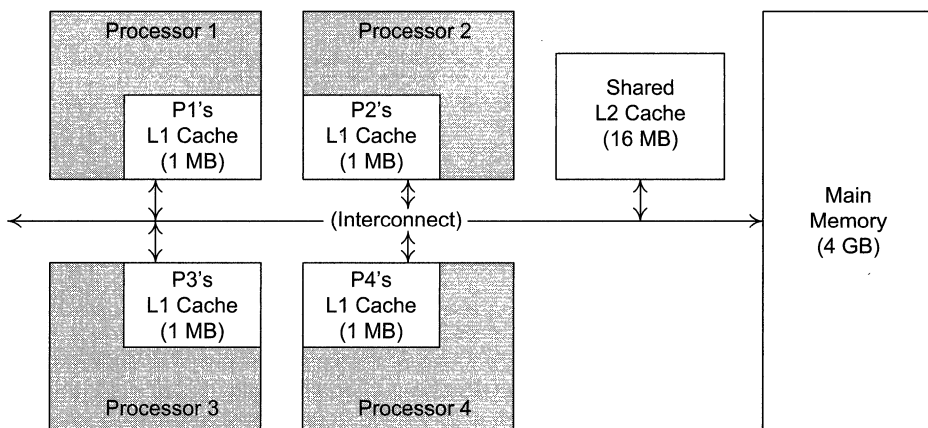 Processor 1
P1's
L1 Cache
(1 MB)
Processor 2
P2's
L1 Cache
(1 MB)
Shared
L2 Cache
(16 MB)
Main
Memory
(4 GB)
(Interconnect)
P3's
L1 Cache
(1 MB)
Processor 3
P4's
L1 Cache
(1 MB)
Processor 4